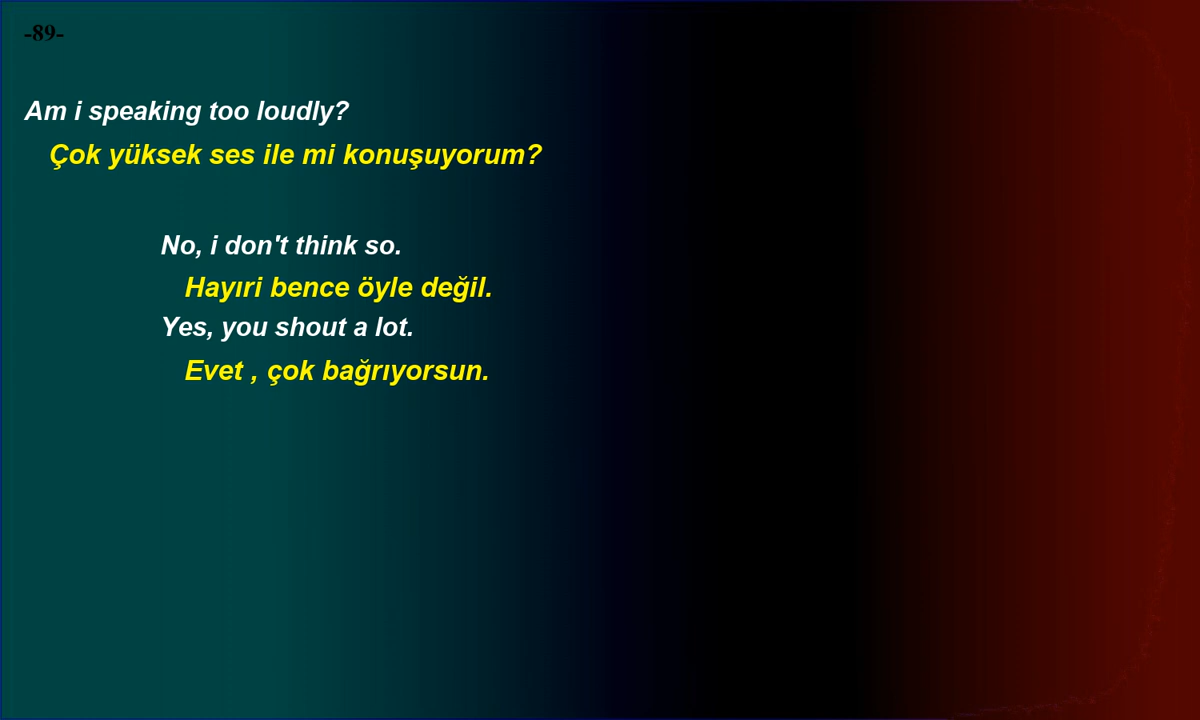 -89-
Am i speaking too loudly?
Çok yüksek ses ile mi konuşuyorum?
No, i don't think so.
Hayıri bence öyle değil.
Yes, you shout a lot.
Evet , çok bağrıyorsun.